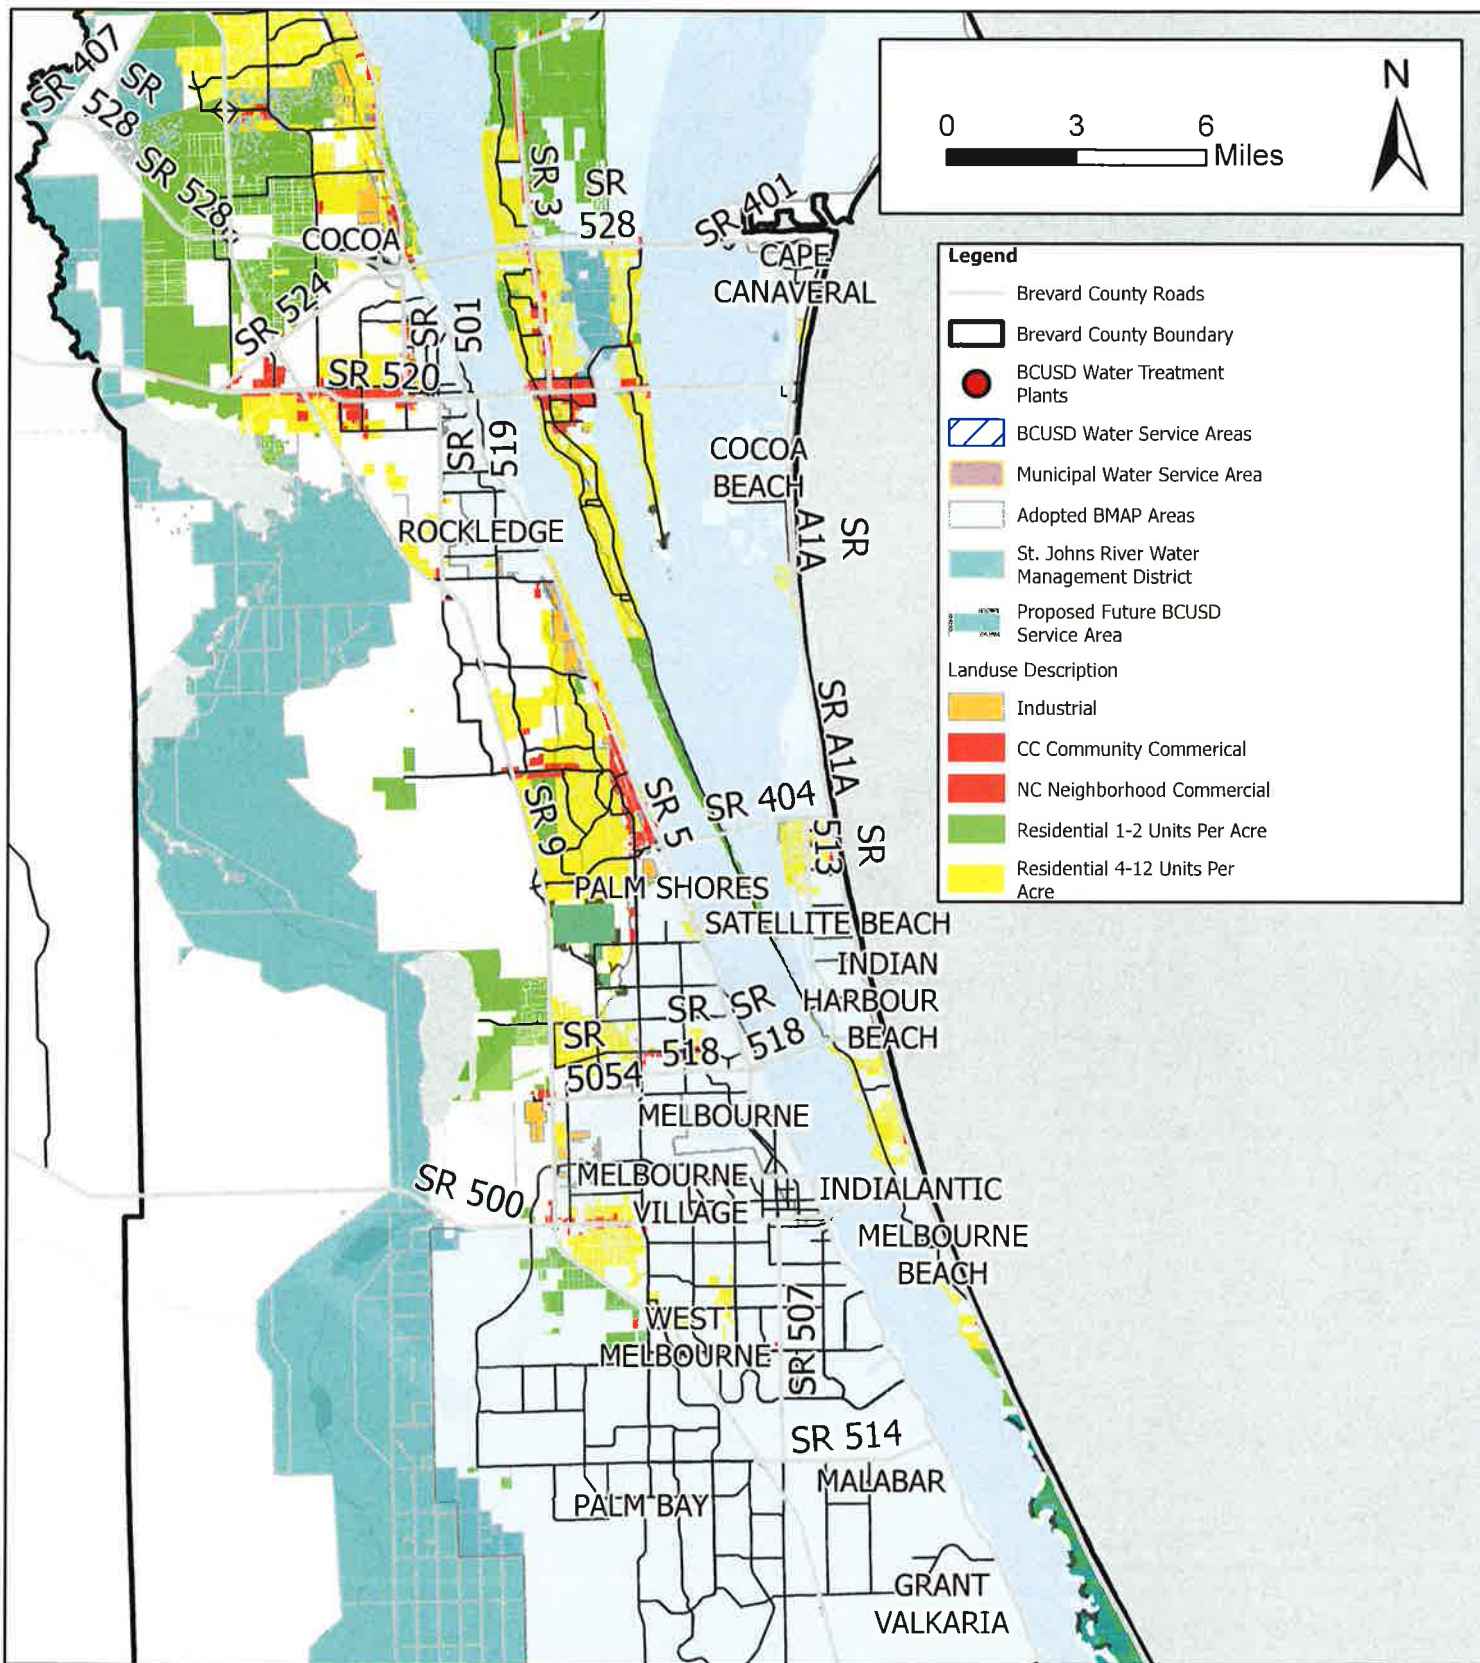 SR 407
SR
528
SR 528
SR 3
SR
528
SR 401
COCOA
CAPE
CANAVERAL
SR 524
SR
501
SR 520
SR
519
COCOA
BEACH
ROCKLEDGE
SR
A1A
SR A1A
SR 9
SR 5
SR 404
SR
513
PALM SHORES
SATELLITE BEACH
INDIAN
HARBOUR
BEACH
SR
5054
SR
518
SR
518
MELBOURNE
SR 500
MELBOURNE
VILLAGE
INDIALANTIC
MELBOURNE
BEACH
WEST
MELBOURNE
SR 507
SR 514
MALABAR
PALM BAY
GRANT
VALKARIA
N
0 3 6
Miles
Legend
Brevard County Roads
Brevard County Boundary
BCUSD Water Treatment
Plants
BCUSD Water Service Areas
Municipal Water Service Area
Adopted BMAP Areas
St. Johns River Water
Management District
Proposed Future BCUSD
Service Area
Landuse Description
Industrial
CC Community Commerical
NC Neighborhood Commercial
Residential 1-2 Units Per Acre
Residential 4-12 Units Per
Acre